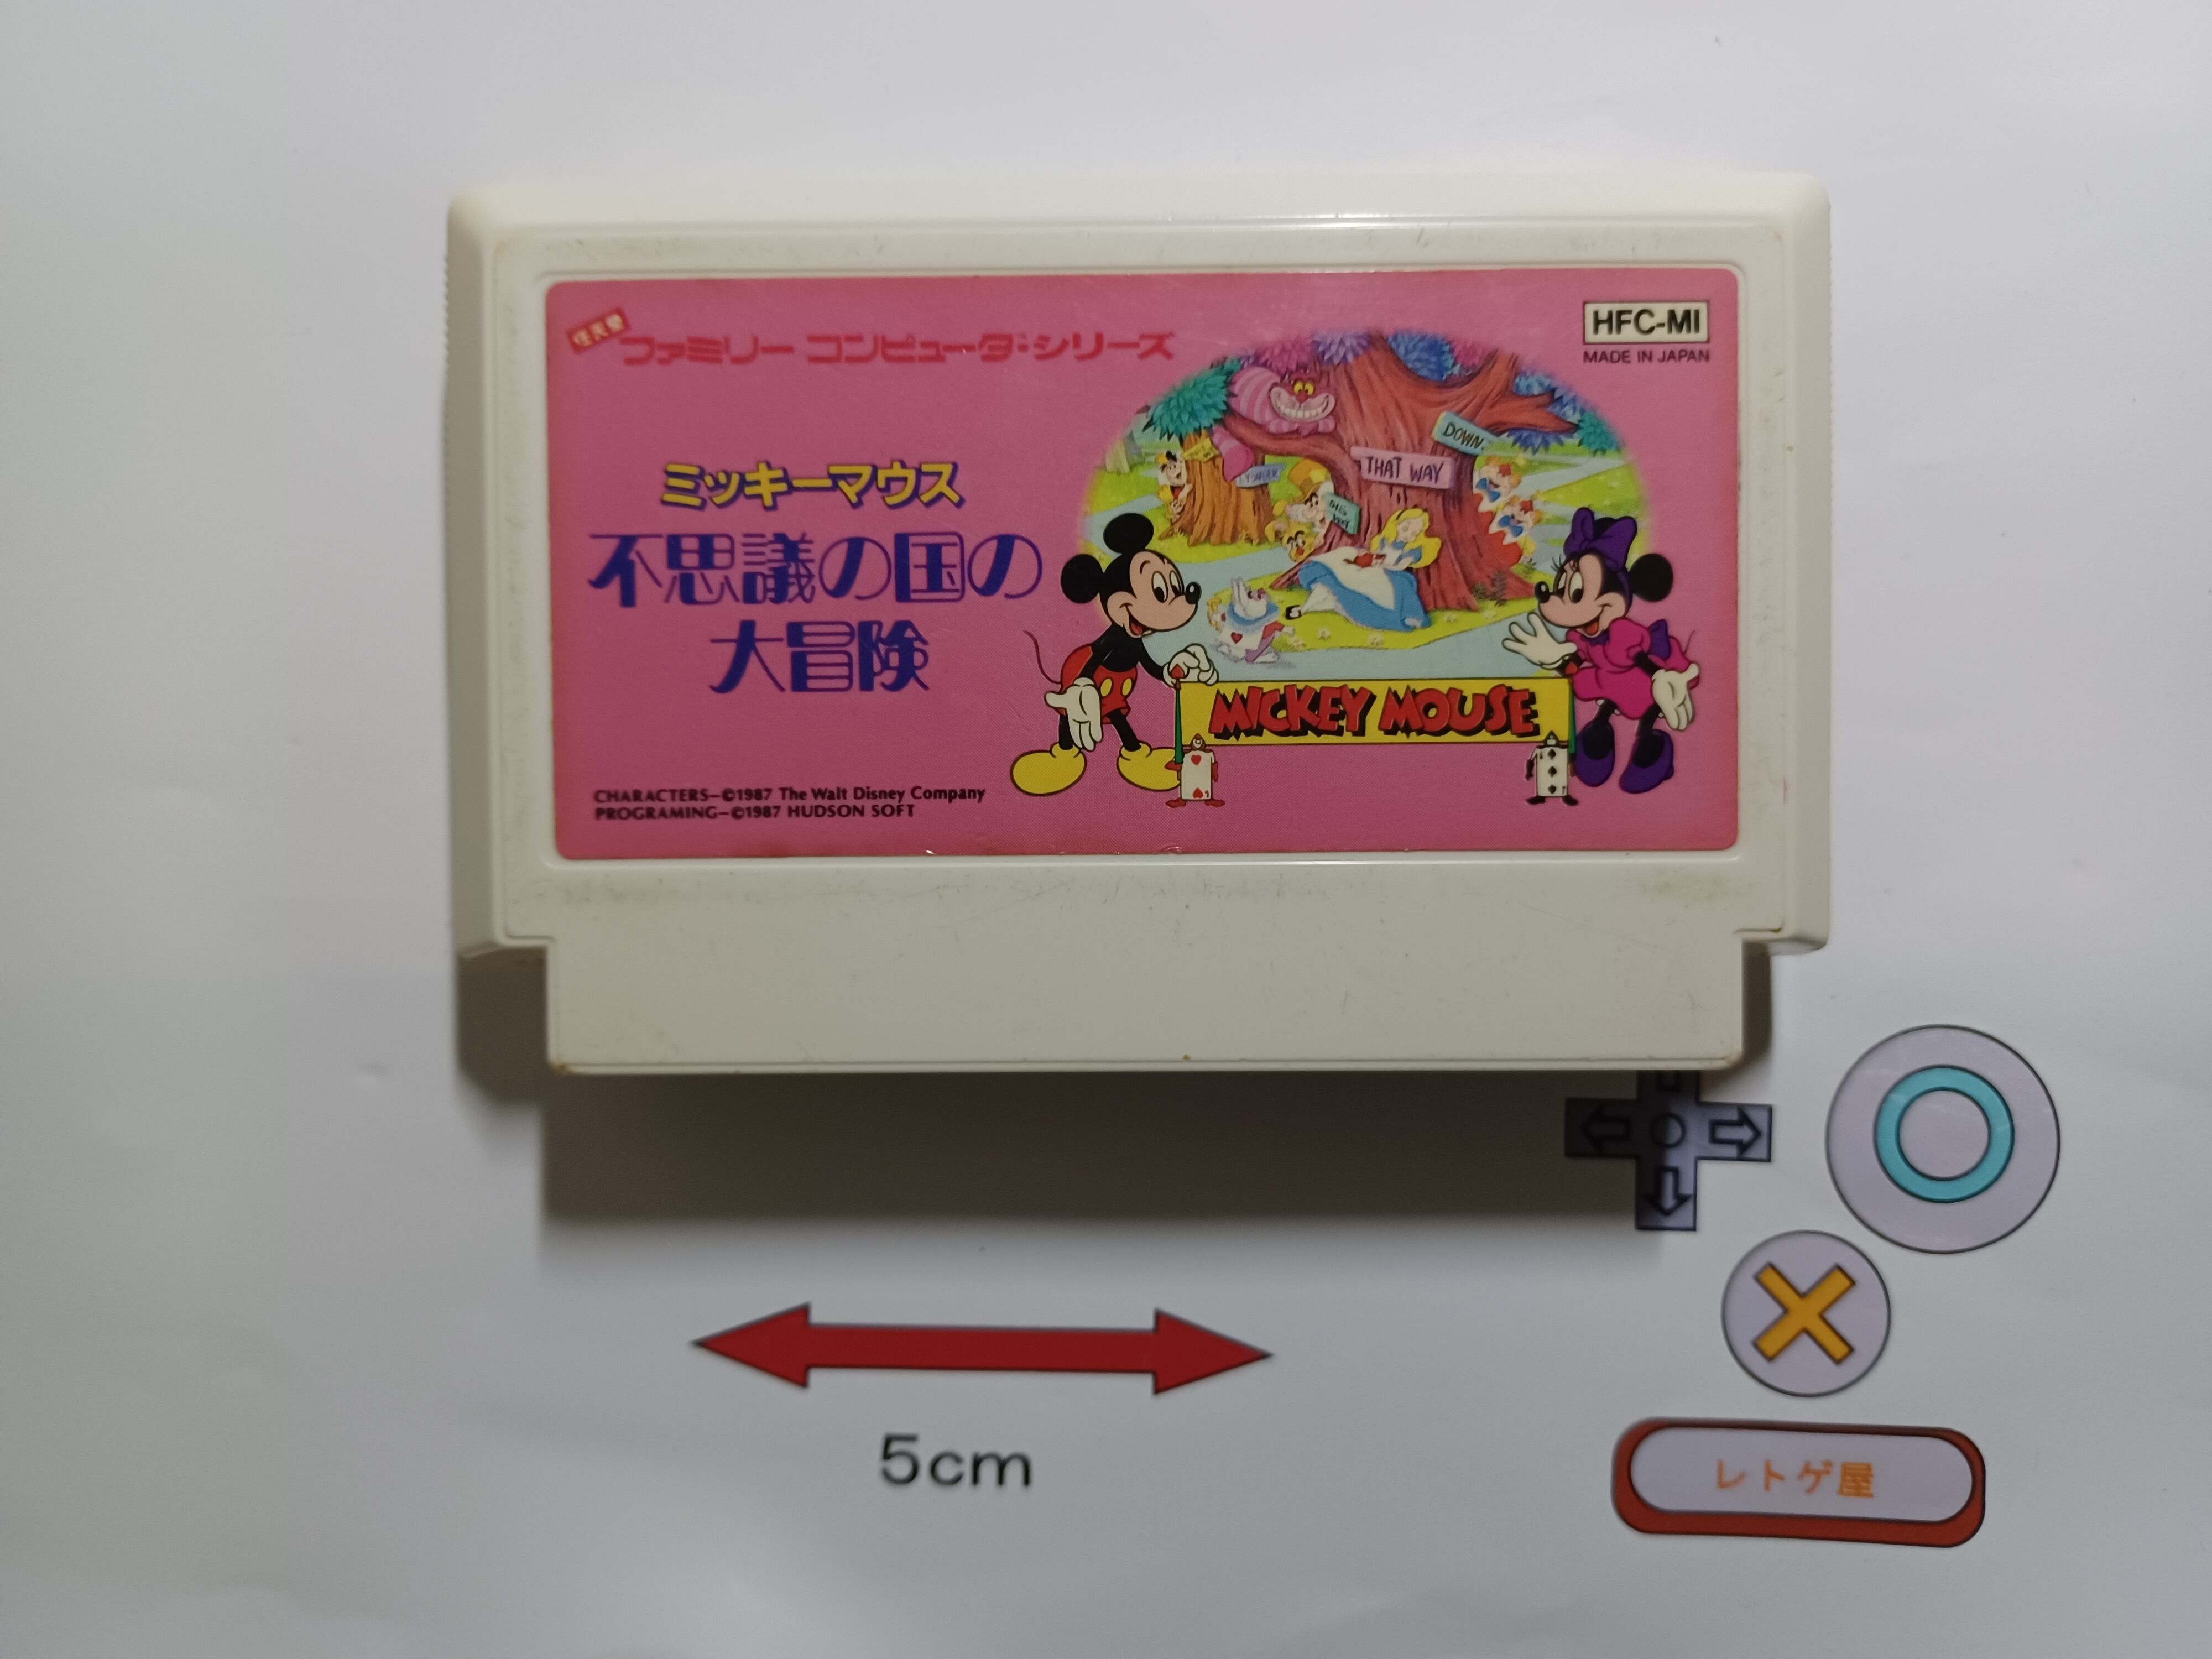 任天堂
ファミリー コンピュータ・シリーズ
HFC-MI
MADE IN JAPAN
DOWN
THAT WAY
YONDER
THIS WAY
ミッキーマウス
不思議の国の
大冒険
MICKEY MOUSE
CHARACTERS–©1987 The Walt Disney Company
PROGRAMING–©1987 HUDSON SOFT
5cm
レトゲ屋